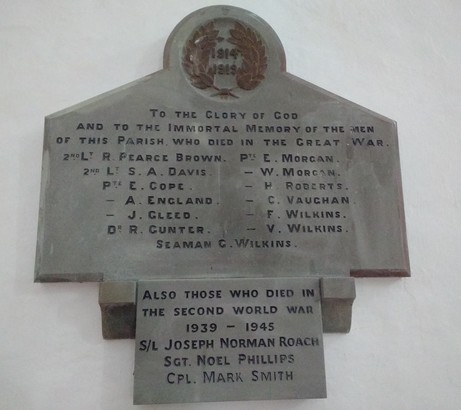 1914
1919
To the Glory of God
and to the Immortal Memory of the men
of this Parish who died in the Great War.
2nd Lt R. Pearce Brown. Pte E. Morgan.
2nd Lt S. A. Davis. – W. Morgan.
Pte E. Cope. – H. Roberts.
– A. England. – C. Vaughan.
– J. Gleed. – F. Wilkins.
Dr R. Gunter. – V. Wilkins.
Seaman G. Wilkins.
Also those who died in
the second world war
1939 – 1945
S/L Joseph Norman Roach
Sgt. Noel Phillips
Cpl. Mark Smith